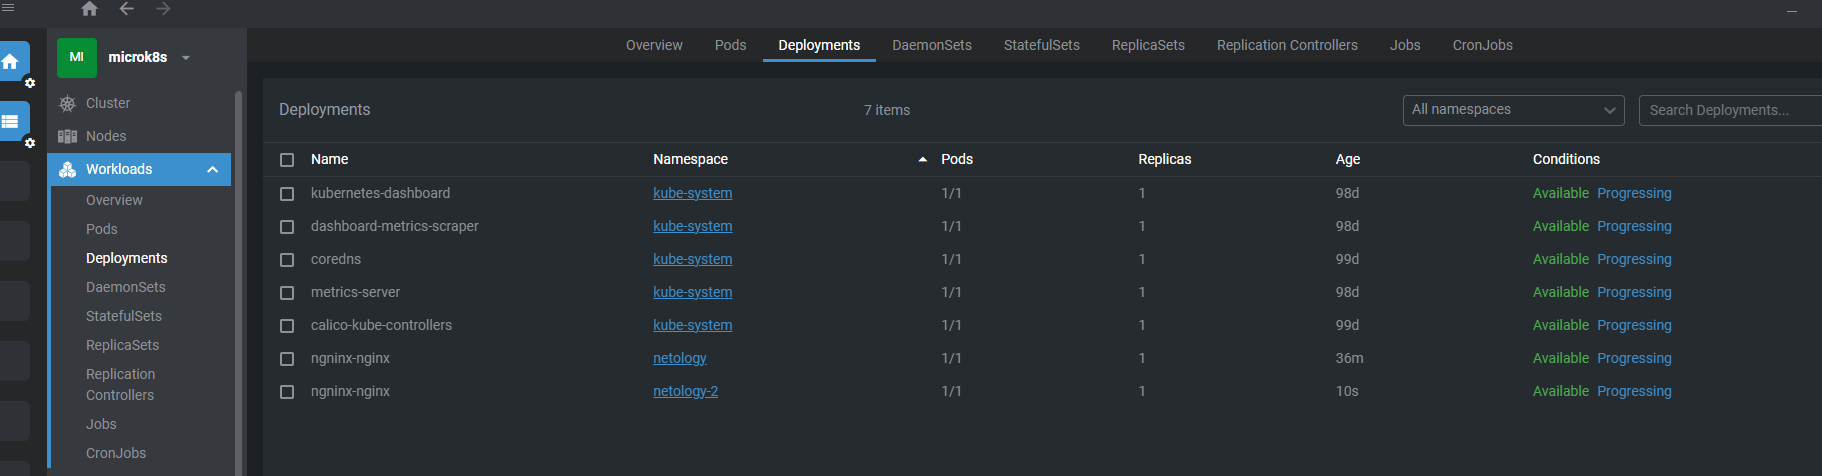 MI microk8s
Cluster
Nodes
Workloads
Overview
Pods
Deployments
DaemonSets
StatefulSets
ReplicaSets
Replication
Controllers
Jobs
CronJobs
Overview Pods Deployments DaemonSets StatefulSets ReplicaSets Replication Controllers Jobs CronJobs
Deployments 7 items All namespaces Search Deployments...
Name Namespace Pods Replicas Age Conditions
kubernetes-dashboard kube-system 1/1 1 98d Available Progressing
dashboard-metrics-scraper kube-system 1/1 1 98d Available Progressing
coredns kube-system 1/1 1 99d Available Progressing
metrics-server kube-system 1/1 1 98d Available Progressing
calico-kube-controllers kube-system 1/1 1 99d Available Progressing
ngninx-nginx netology 1/1 1 36m Available Progressing
ngninx-nginx netology-2 1/1 1 10s Available Progressing